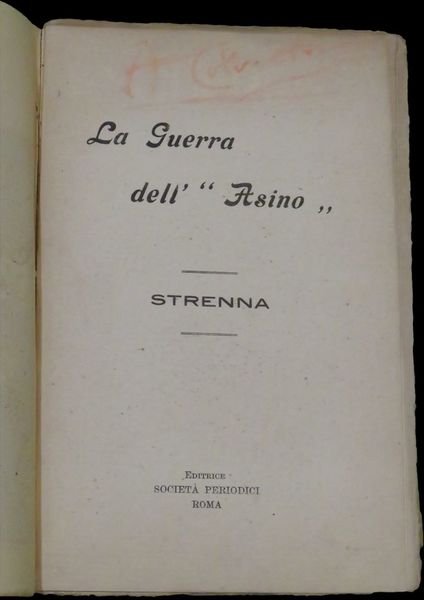 La Guerra
dell' “ Asino „
STRENNA
EDITRICE
SOCIETÀ PERIODICI
ROMA